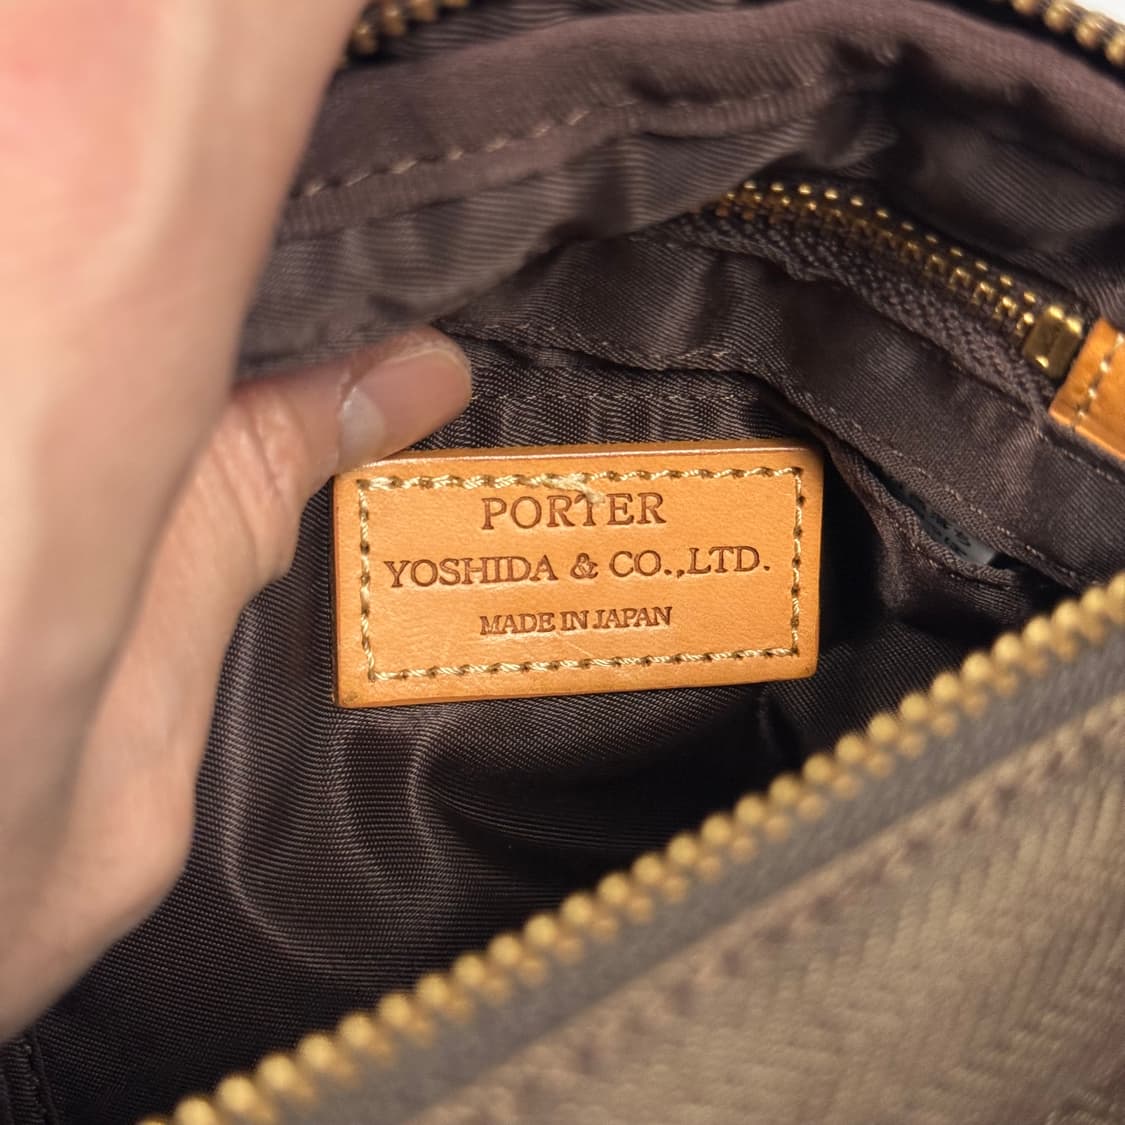 PORTER
YOSHIDA & CO.,LTD.
MADE IN JAPAN